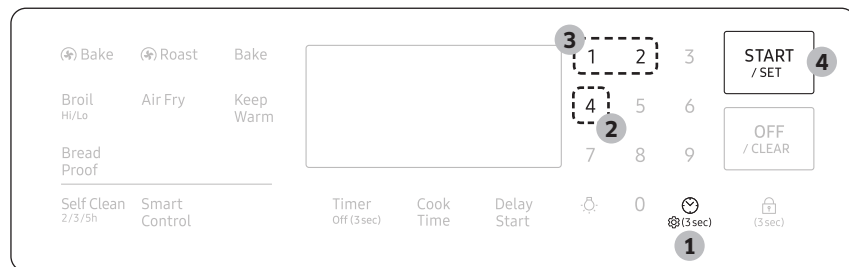 Bake Roast Bake
3
1 2 3
START
/ SET
4
Broil
Hi/Lo
Air Fry
Keep
Warm
4 5 6
2
OFF
/ CLEAR
Bread
Proof
7 8 9
Self Clean
2/3/5h
Smart
Control
Timer
Off (3 sec)
Cook
Time
Delay
Start
0
(3 sec)
1
(3 sec)